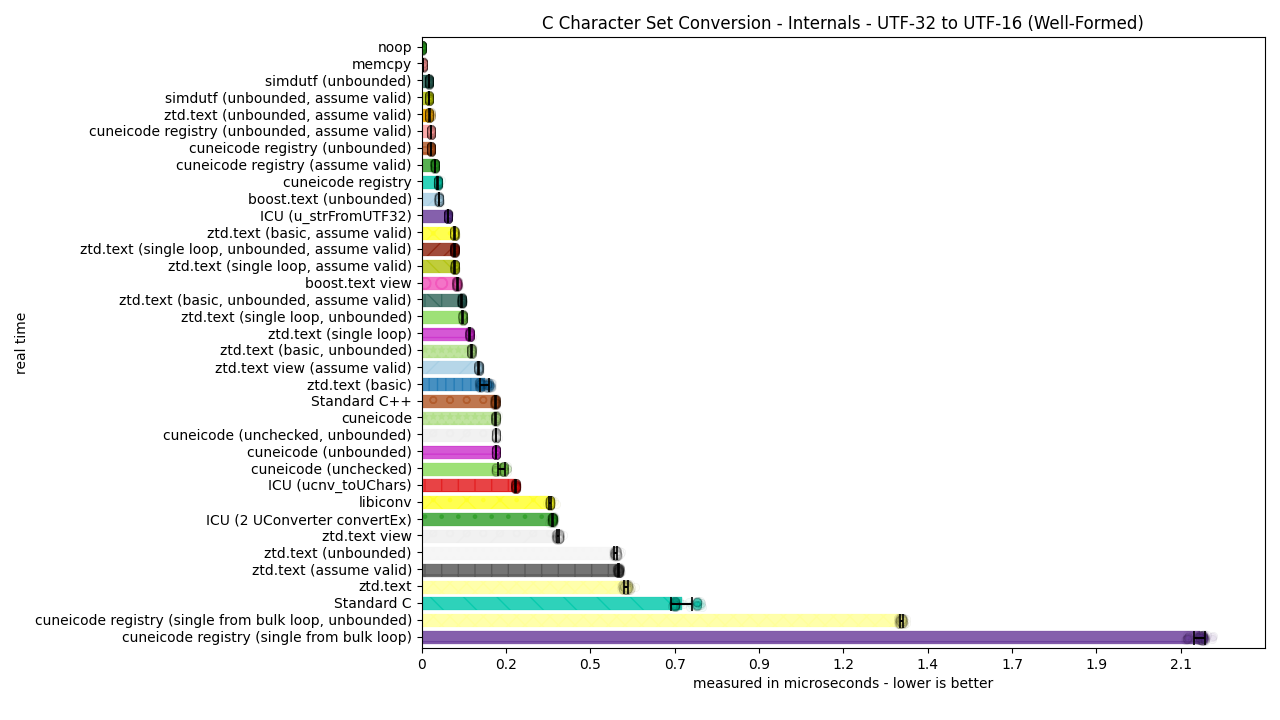 C Character Set Conversion - Internals - UTF-32 to UTF-16 (Well-Formed)
noop
memcpy
simdutf (unbounded)
simdutf (unbounded, assume valid)
ztd.text (unbounded, assume valid)
cuneicode registry (unbounded, assume valid)
cuneicode registry (unbounded)
cuneicode registry (assume valid)
cuneicode registry
boost.text (unbounded)
ICU (u_strFromUTF32)
ztd.text (basic, assume valid)
ztd.text (single loop, unbounded, assume valid)
ztd.text (single loop, assume valid)
boost.text view
ztd.text (basic, unbounded, assume valid)
ztd.text (single loop, unbounded)
ztd.text (single loop)
ztd.text (basic, unbounded)
ztd.text view (assume valid)
ztd.text (basic)
Standard C++
cuneicode
cuneicode (unchecked, unbounded)
cuneicode (unbounded)
cuneicode (unchecked)
ICU (ucnv_toUChars)
libiconv
ICU (2 UConverter convertEx)
ztd.text view
ztd.text (unbounded)
ztd.text (assume valid)
ztd.text
Standard C
cuneicode registry (single from bulk loop, unbounded)
cuneicode registry (single from bulk loop)
real time
0 0.2 0.5 0.7 0.9 1.2 1.4 1.7 1.9 2.1
measured in microseconds - lower is better